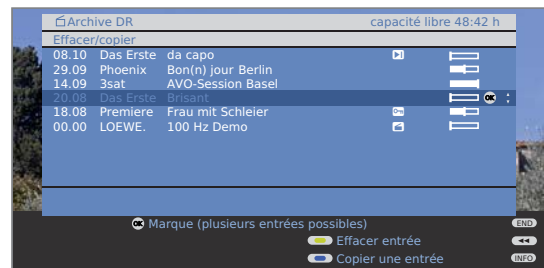 Archive DR capacité libre 48:42 h
Effacer/copier
08.10 Das Erste da capo
29.09 Phoenix Bon(n) jour Berlin
14.09 3sat AVO-Session Basel
20.08 Das Erste Brisant OK
18.08 Premiere Frau mit Schleier
00.00 LOEWE. 100 Hz Demo
OK Marque (plusieurs entrées possibles) END
Effacer entrée
Copier une entrée INFO